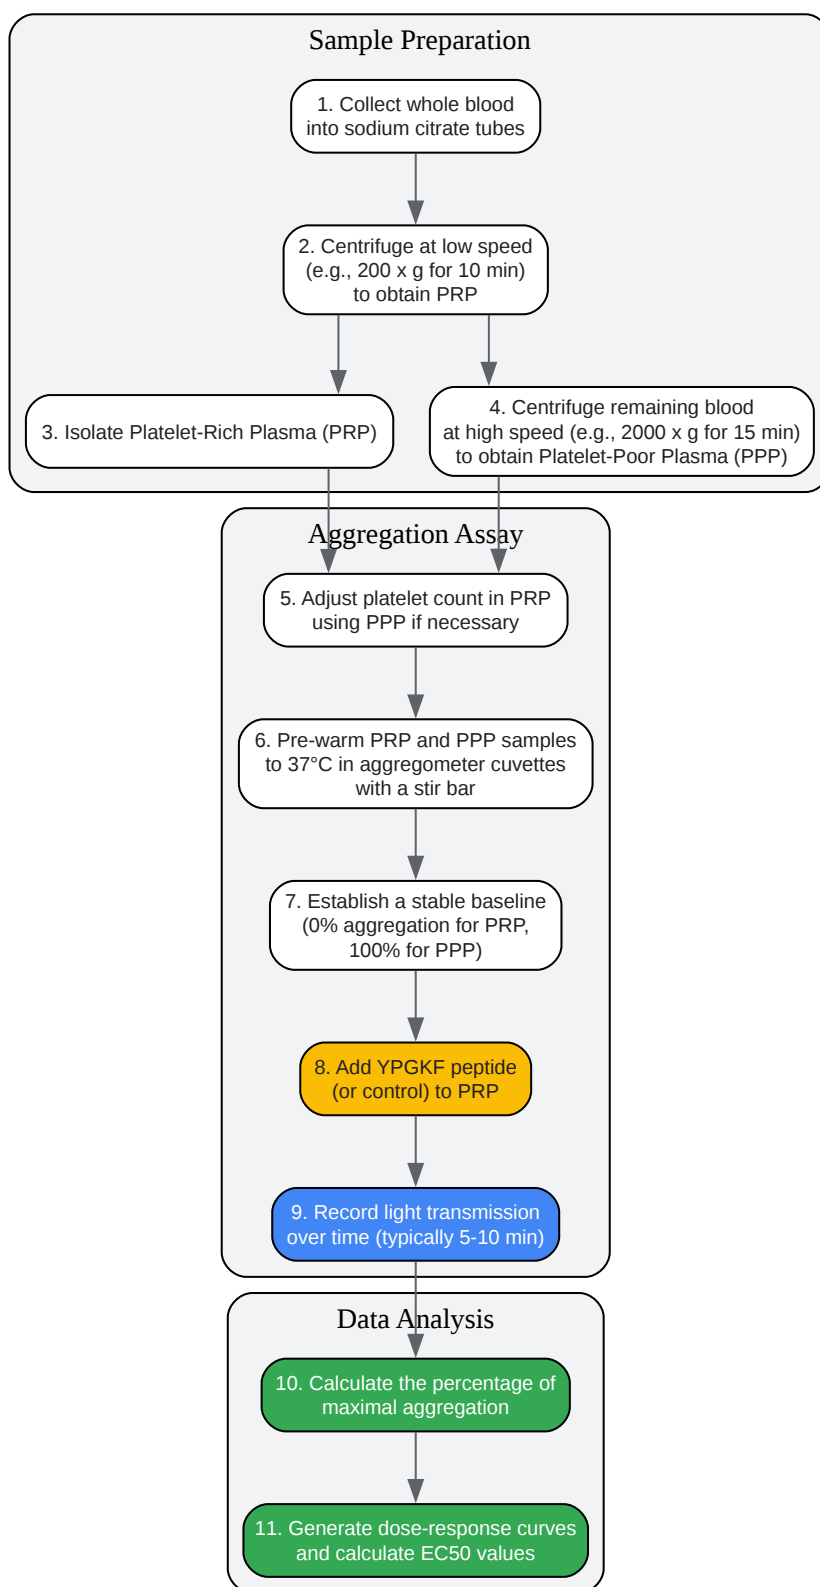 Sample Preparation
1. Collect whole blood
into sodium citrate tubes
2. Centrifuge at low speed
(e.g., 200 x g for 10 min)
to obtain PRP
3. Isolate Platelet-Rich Plasma (PRP)
4. Centrifuge remaining blood
at high speed (e.g., 2000 x g for 15 min)
to obtain Platelet-Poor Plasma (PPP)
Aggregation Assay
5. Adjust platelet count in PRP
using PPP if necessary
6. Pre-warm PRP and PPP samples
to 37°C in aggregometer cuvettes
with a stir bar
7. Establish a stable baseline
(0% aggregation for PRP,
100% for PPP)
8. Add YPGKF peptide
(or control) to PRP
9. Record light transmission
over time (typically 5-10 min)
Data Analysis
10. Calculate the percentage of
maximal aggregation
11. Generate dose-response curves
and calculate EC50 values